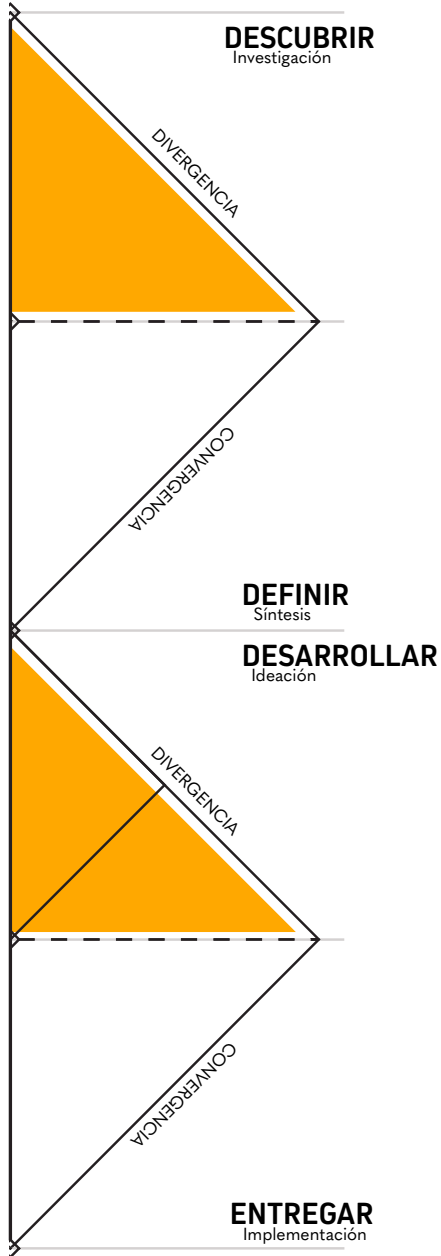 DESCUBRIR
Investigación
DIVERGENCIA
CONVERGENCIA
DEFINIR
Síntesis
DESARROLLAR
Ideación
DIVERGENCIA
CONVERGENCIA
ENTREGAR
Implementación